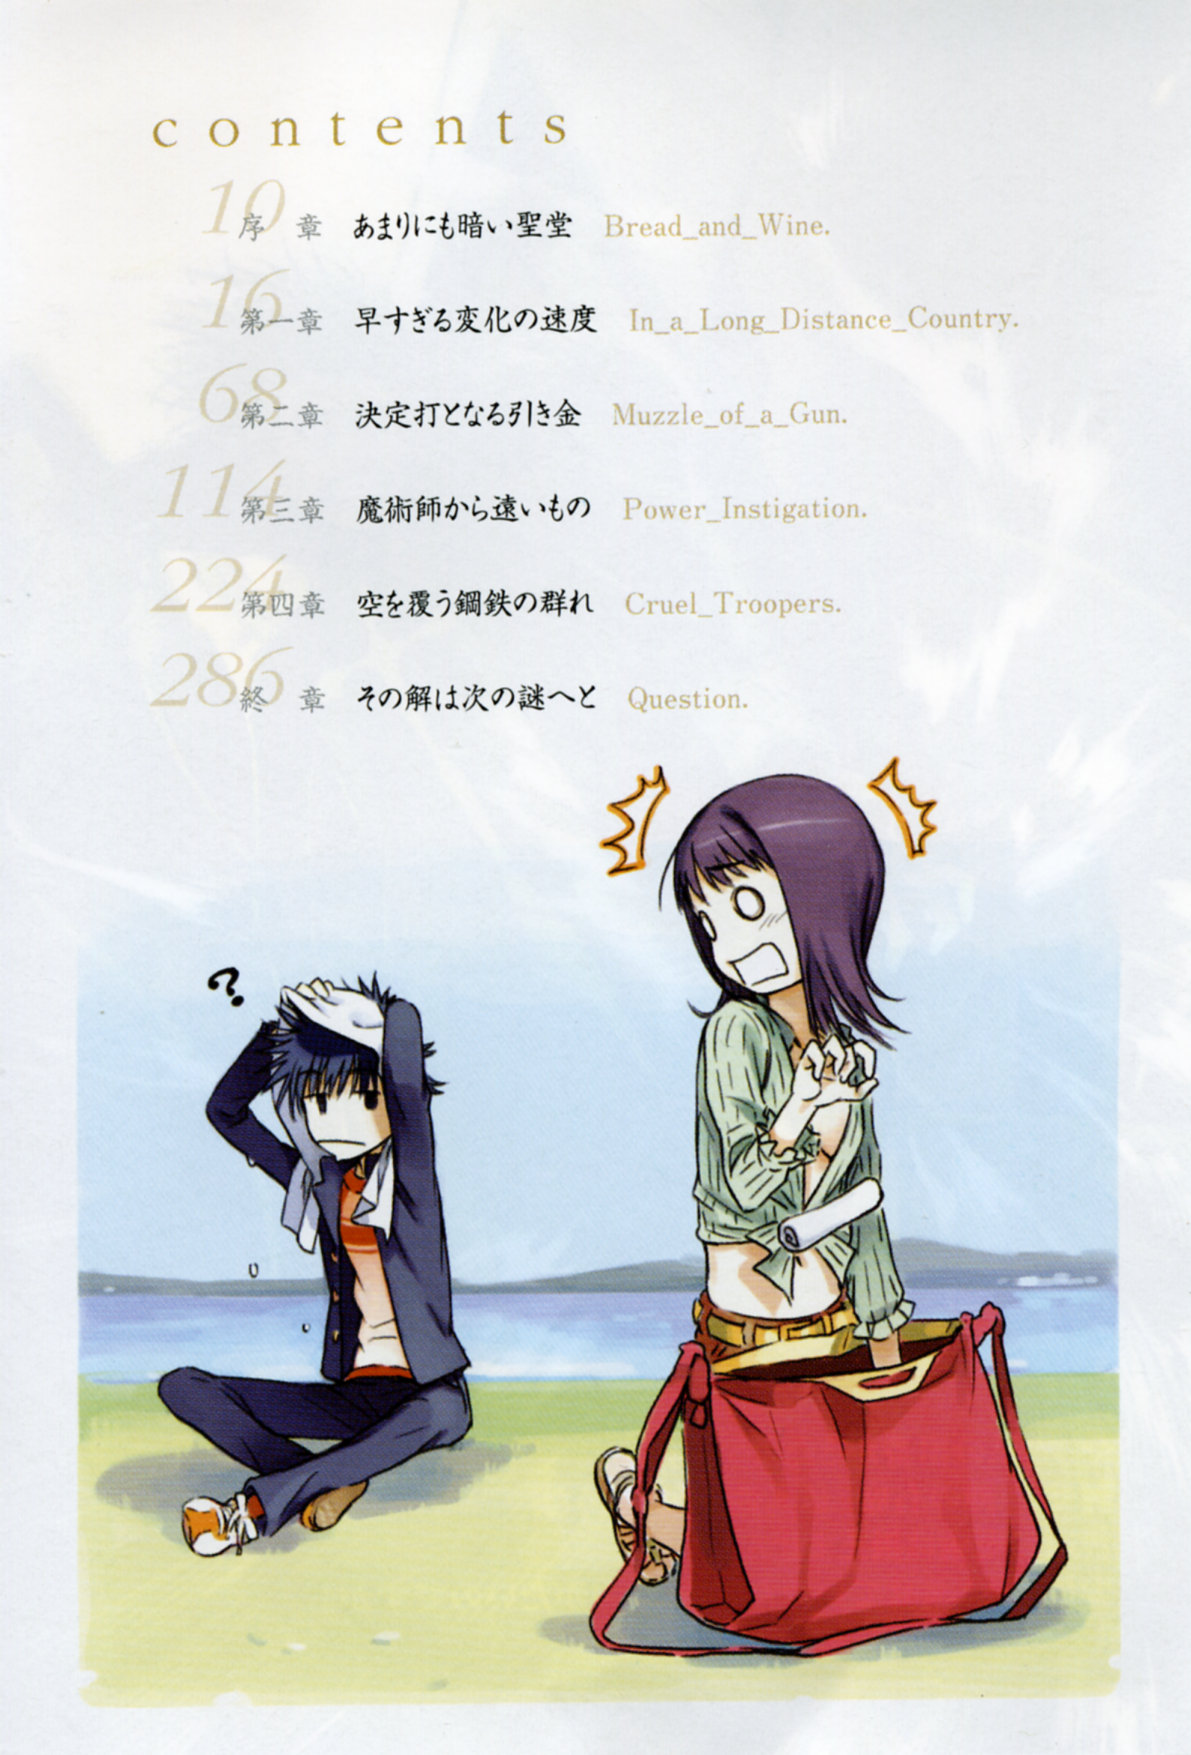 contents
10 序章 あまりにも暗い聖堂 Bread_and_Wine.
16 第一章 早すぎる変化の速度 In_a_Long_Distance_Country.
68 第二章 決定打となる引き金 Muzzle_of_a_Gun.
114 第三章 魔術師から遠いもの Power_Instigation.
224 第四章 空を覆う鋼鉄の群れ Cruel_Troopers.
286 終章 その解は次の謎へと Question.
?